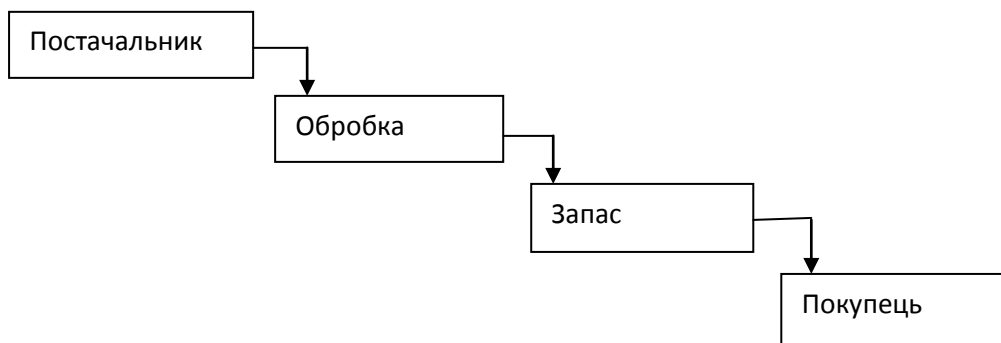 Постачальник
Обробка
Запас
Покупець